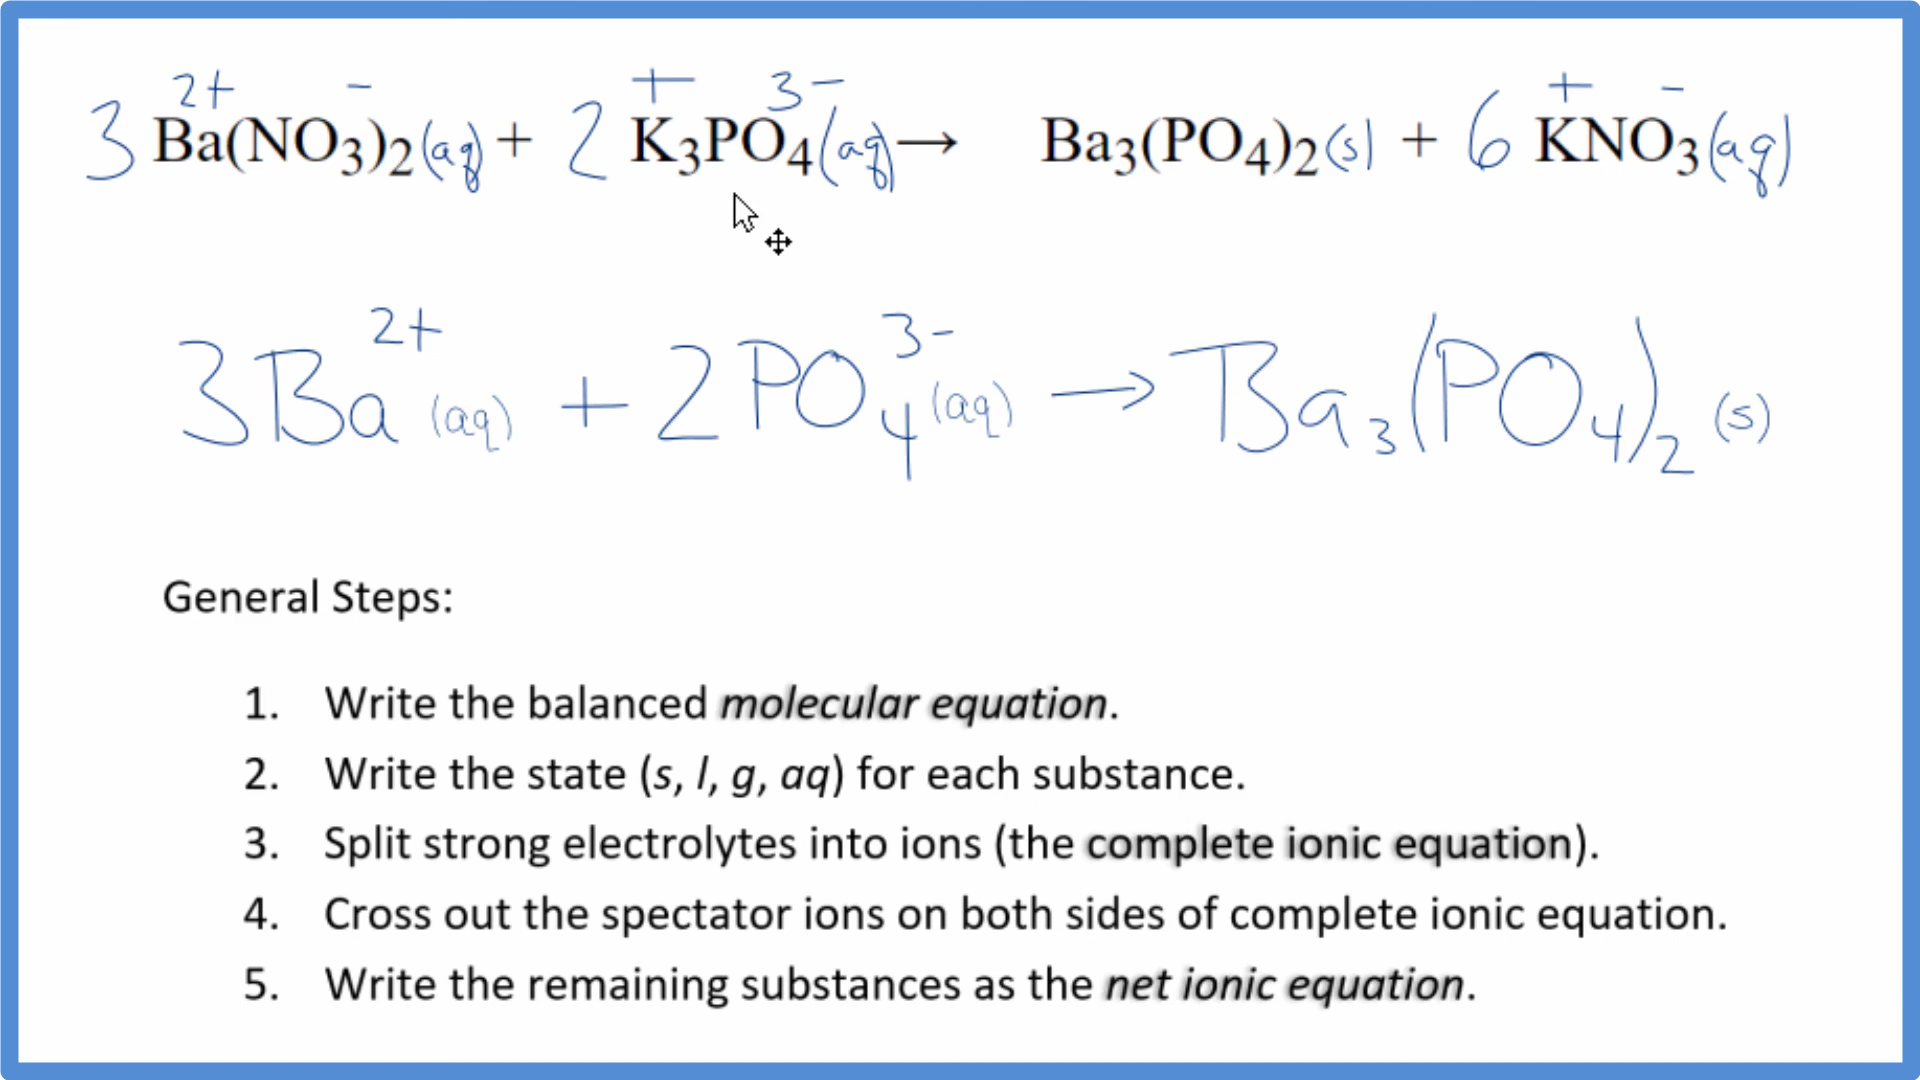 3 Ba²⁺(NO₃)⁻₂(aq) + 2 K⁺₃PO₄³⁻(aq) → Ba₃(PO₄)₂(s) + 6 K⁺NO₃⁻(aq)
3Ba²⁺(aq) + 2PO₄³⁻(aq) → Ba₃(PO₄)₂(s)
General Steps:
1. Write the balanced molecular equation.
2. Write the state (s, l, g, aq) for each substance.
3. Split strong electrolytes into ions (the complete ionic equation).
4. Cross out the spectator ions on both sides of complete ionic equation.
5. Write the remaining substances as the net ionic equation.